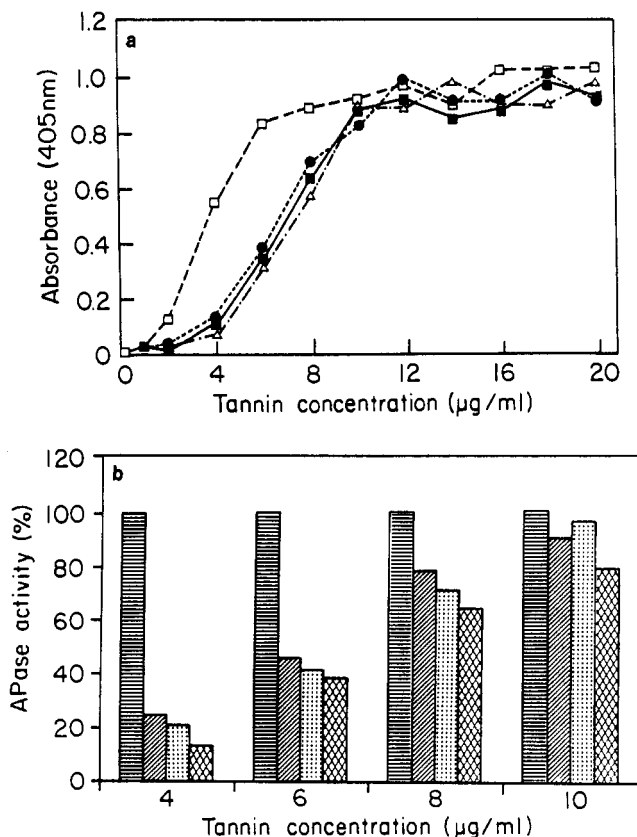 a
1.2
1.0
0.8
0.6
0.4
0.2
0
Absorbance (405nm)
0 4 8 12 16 20
Tannin concentration (µg/ml)
b
120
100
80
60
40
20
0
APase activity (%)
4 6 8 10
Tannin concentration (µg/ml)